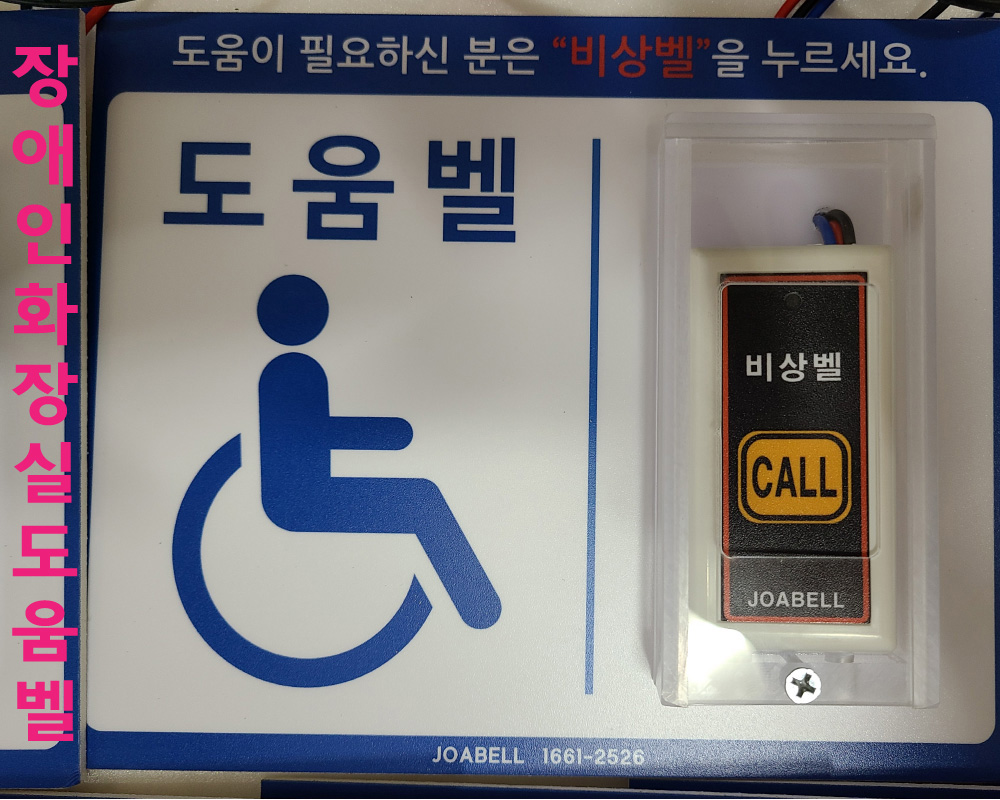 장애인화장실도움벨
도움이 필요하신 분은 “비상벨”을 누르세요.
도움벨
비상벨
CALL
JOABELL
JOABELL 1661-2526